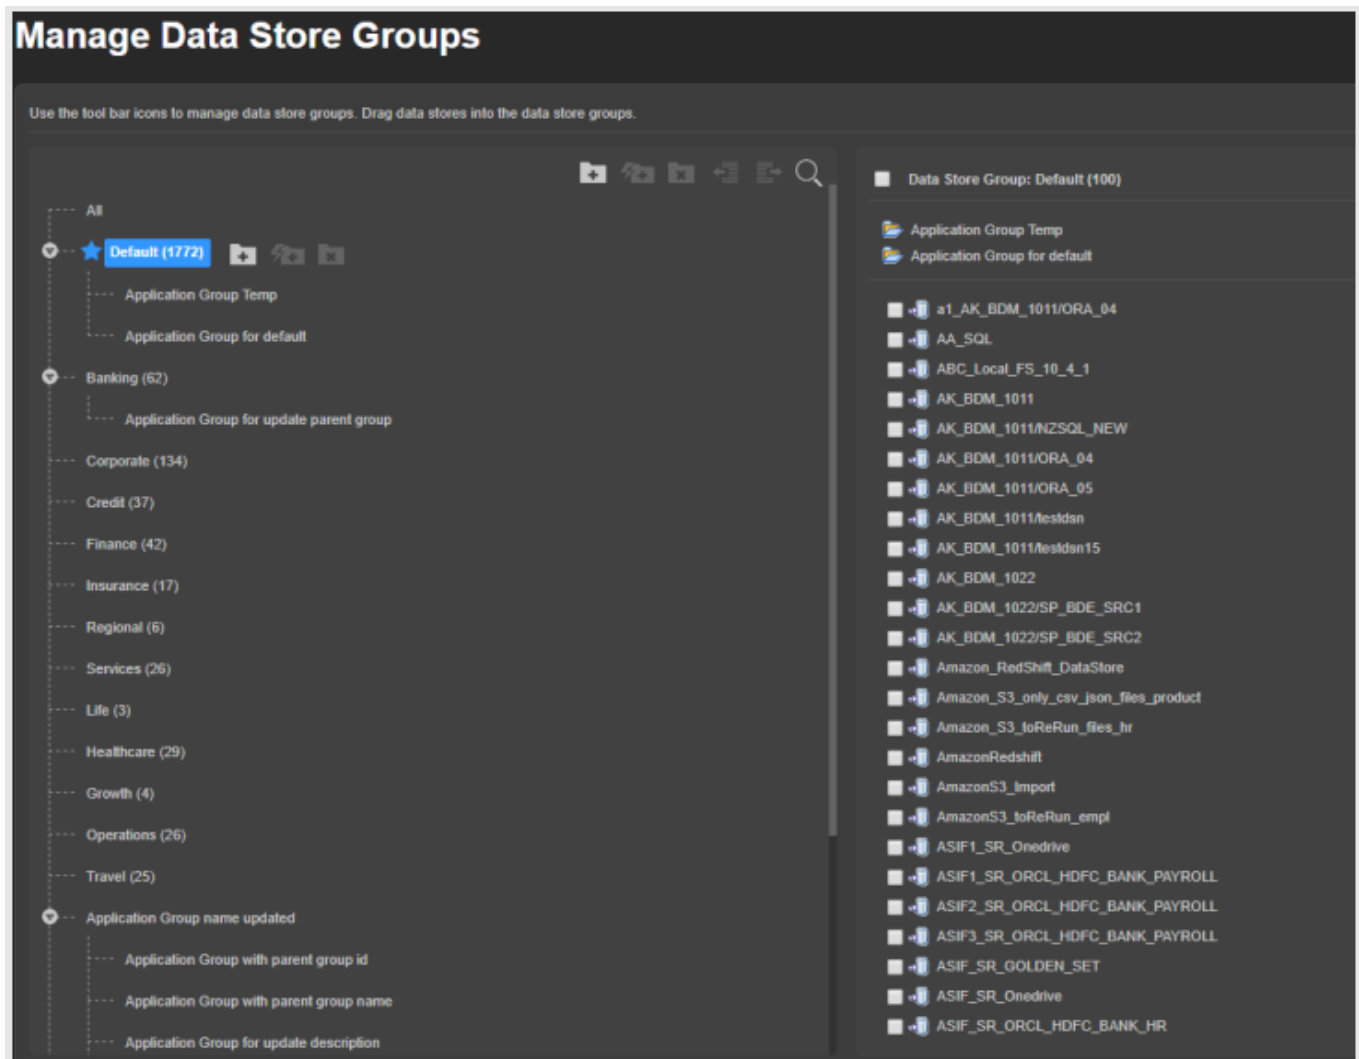 Manage Data Store Groups
Use the tool bar icons to manage data store groups. Drag data stores into the data store groups.
All
Default (1772)
Application Group Temp
Application Group for default
Banking (62)
Application Group for update parent group
Corporate (134)
Credit (37)
Finance (42)
Insurance (17)
Regional (6)
Services (26)
Life (3)
Healthcare (29)
Growth (4)
Operations (26)
Travel (25)
Application Group name updated
Application Group with parent group id
Application Group with parent group name
Application Group for update description
Data Store Group: Default (100)
Application Group Temp
Application Group for default
a1_AK_BDM_1011/ORA_04
AA_SQL
ABC_Local_FS_10_4_1
AK_BDM_1011
AK_BDM_1011/NZSQL_NEW
AK_BDM_1011/ORA_04
AK_BDM_1011/ORA_05
AK_BDM_1011/testdsn
AK_BDM_1011/testdsn15
AK_BDM_1022
AK_BDM_1022/SP_BDE_SRC1
AK_BDM_1022/SP_BDE_SRC2
Amazon_RedShift_DataStore
Amazon_S3_only_csv_json_files_product
Amazon_S3_toReRun_files_hr
AmazonRedshift
AmazonS3_Import
AmazonS3_toReRun_empl
ASIF1_SR_Onedrive
ASIF1_SR_ORCL_HDFC_BANK_PAYROLL
ASIF2_SR_ORCL_HDFC_BANK_PAYROLL
ASIF3_SR_ORCL_HDFC_BANK_PAYROLL
ASIF_SR_GOLDEN_SET
ASIF_SR_Onedrive
ASIF_SR_ORCL_HDFC_BANK_HR